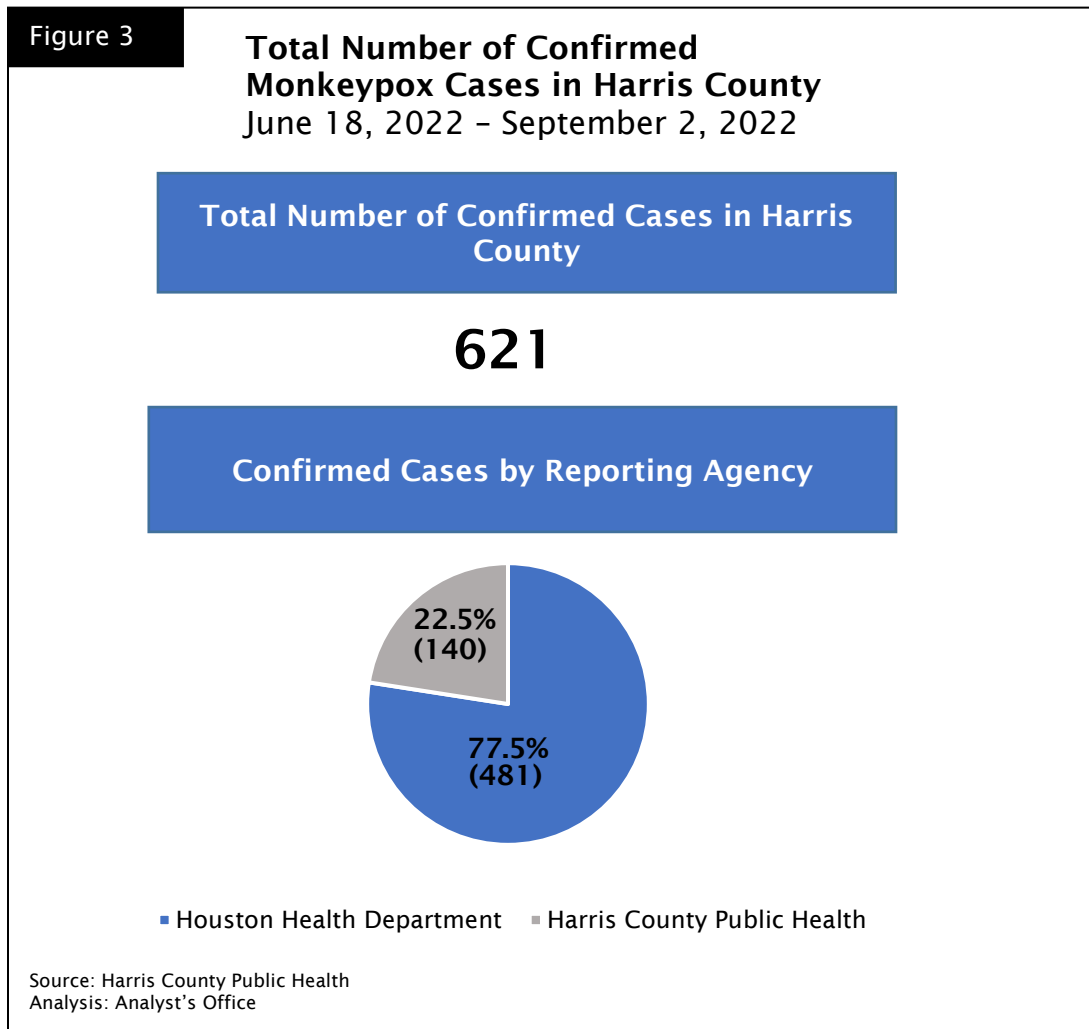 Figure 3
Total Number of Confirmed
Monkeypox Cases in Harris County
June 18, 2022 – September 2, 2022
Total Number of Confirmed Cases in Harris
County
621
Confirmed Cases by Reporting Agency
22.5%
(140)
77.5%
(481)
Houston Health Department Harris County Public Health
Source: Harris County Public Health
Analysis: Analyst’s Office